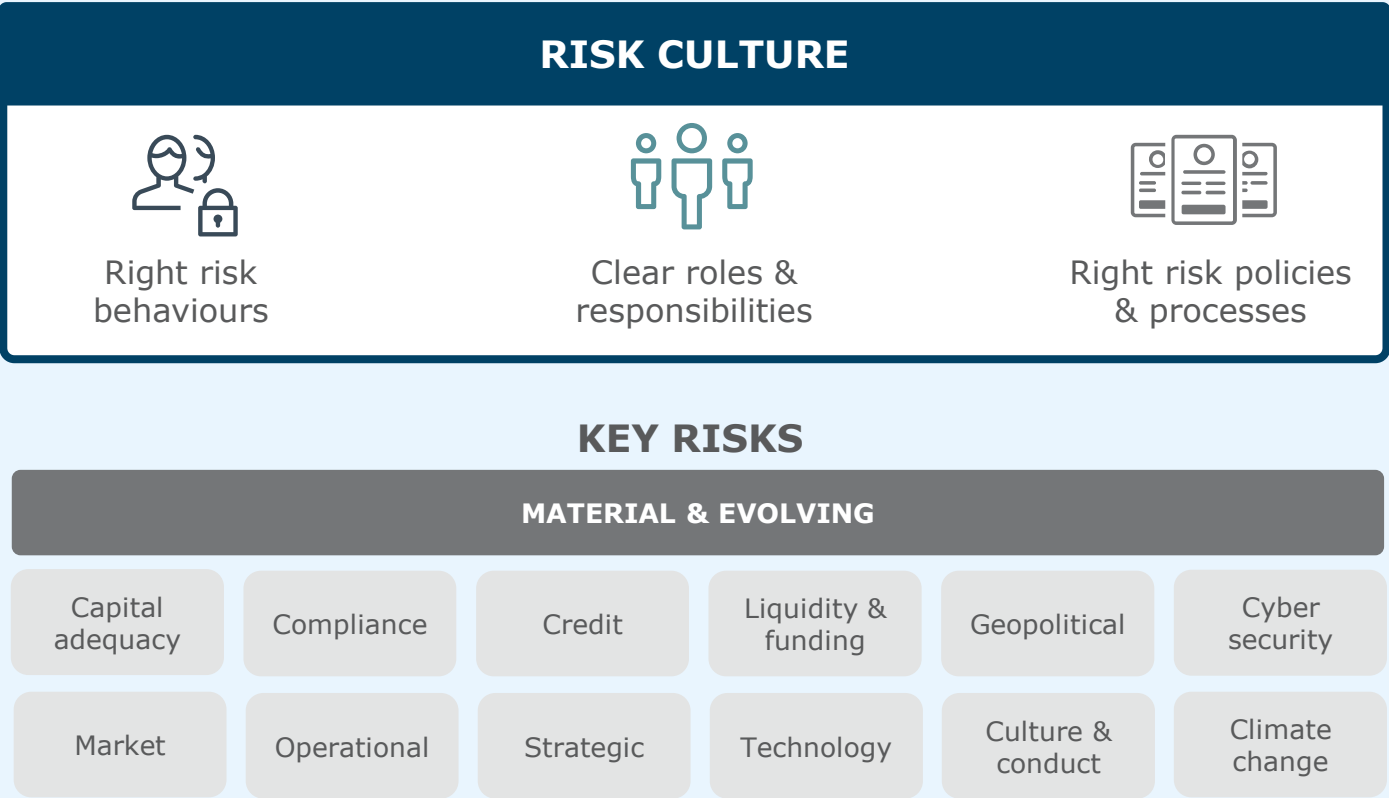 RISK CULTURE
Right risk
behaviours
Clear roles &
responsibilities
Right risk policies
& processes
KEY RISKS
MATERIAL & EVOLVING
Capital
adequacy
Compliance
Credit
Liquidity &
funding
Geopolitical
Cyber
security
Market
Operational
Strategic
Technology
Culture &
conduct
Climate
change